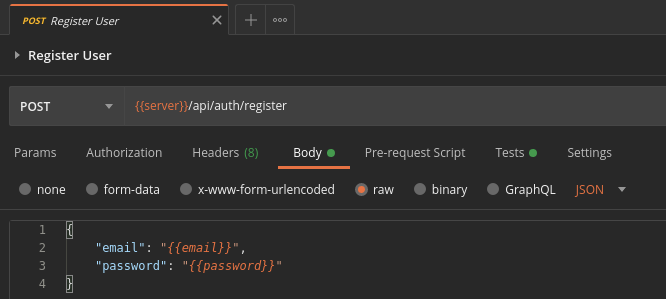 POST Register User
Register User
POST {{server}}/api/auth/register
Params Authorization Headers (8) Body Pre-request Script Tests Settings
none form-data x-www-form-urlencoded raw binary GraphQL JSON
1 {
2 "email": "{{email}}",
3 "password": "{{password}}"
4 }